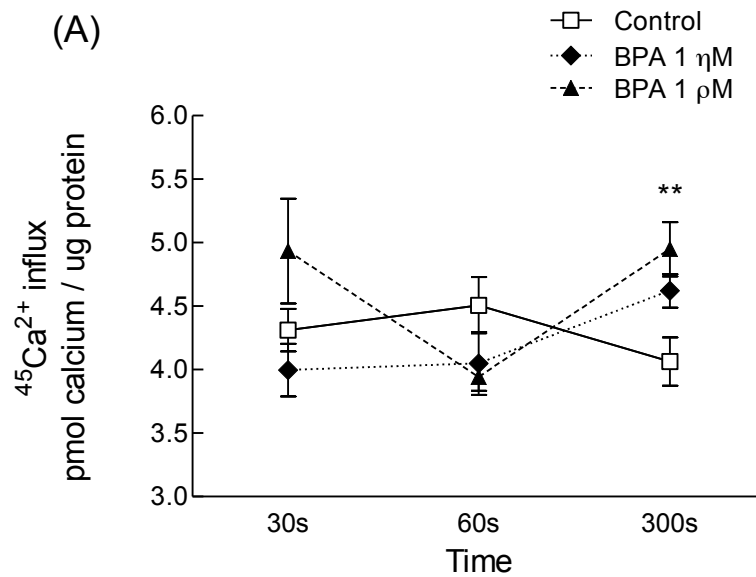 (A)
Control
BPA 1 ηM
BPA 1 ρM
6.0
5.5
5.0
4.5
4.0
3.5
3.0
**
⁴⁵Ca²⁺ influx
pmol calcium / ug protein
30s
60s
300s
Time